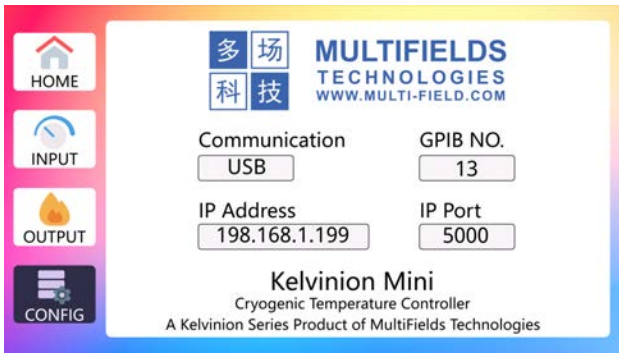 HOME
INPUT
OUTPUT
CONFIG
多场
科技
MULTIFIELDS
TECHNOLOGIES
WWW.MULTI-FIELD.COM
Communication
USB
GPIB NO.
13
IP Address
198.168.1.199
IP Port
5000
Kelvinion Mini
Cryogenic Temperature Controller
A Kelvinion Series Product of MultiFields Technologies